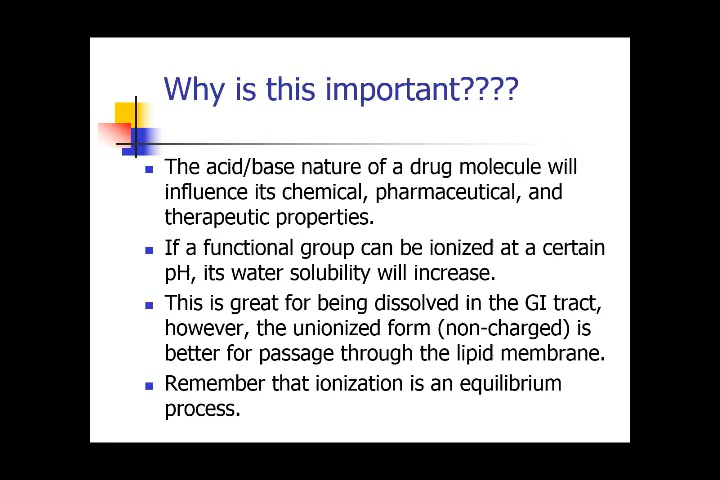 Why is this important????
The acid/base nature of a drug molecule will
influence its chemical, pharmaceutical, and
therapeutic properties.
If a functional group can be ionized at a certain
pH, its water solubility will increase.
This is great for being dissolved in the GI tract,
however, the unionized form (non-charged) is
better for passage through the lipid membrane.
Remember that ionization is an equilibrium
process.